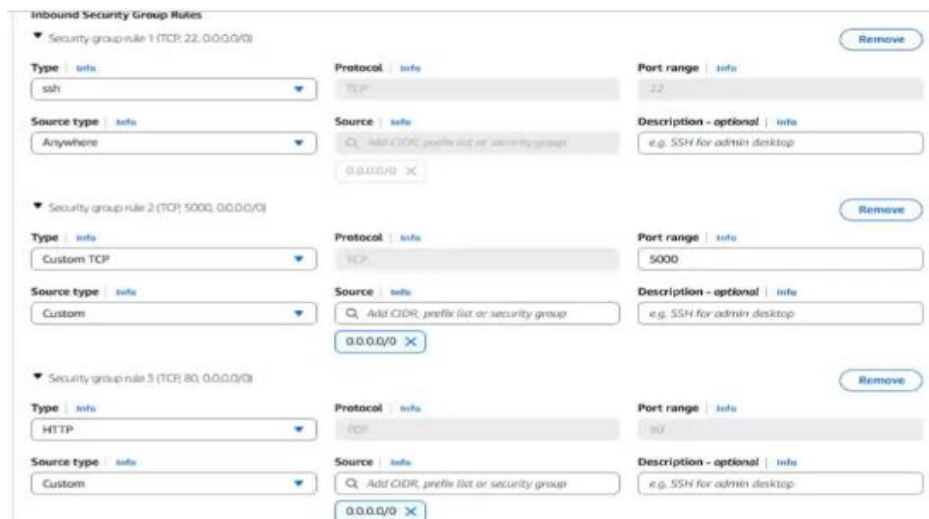 Inbound Security Group Rules
Security group rule 1 (TCP, 22, 0.0.0.0/0)
Remove
Type | Info
Protocol | Info
Port range | Info
ssh
TCP
22
Source type | Info
Source | Info
Description - optional | Info
Anywhere
Add CIDR, prefix list or security group
e.g. SSH for admin desktop
0.0.0.0/0 ✕
Security group rule 2 (TCP, 5000, 0.0.0.0/0)
Remove
Type | Info
Protocol | Info
Port range | Info
Custom TCP
TCP
5000
Source type | Info
Source | Info
Description - optional | Info
Custom
Add CIDR, prefix list or security group
e.g. SSH for admin desktop
0.0.0.0/0 ✕
Security group rule 3 (TCP, 80, 0.0.0.0/0)
Remove
Type | Info
Protocol | Info
Port range | Info
HTTP
TCP
80
Source type | Info
Source | Info
Description - optional | Info
Custom
Add CIDR, prefix list or security group
e.g. SSH for admin desktop
0.0.0.0/0 ✕